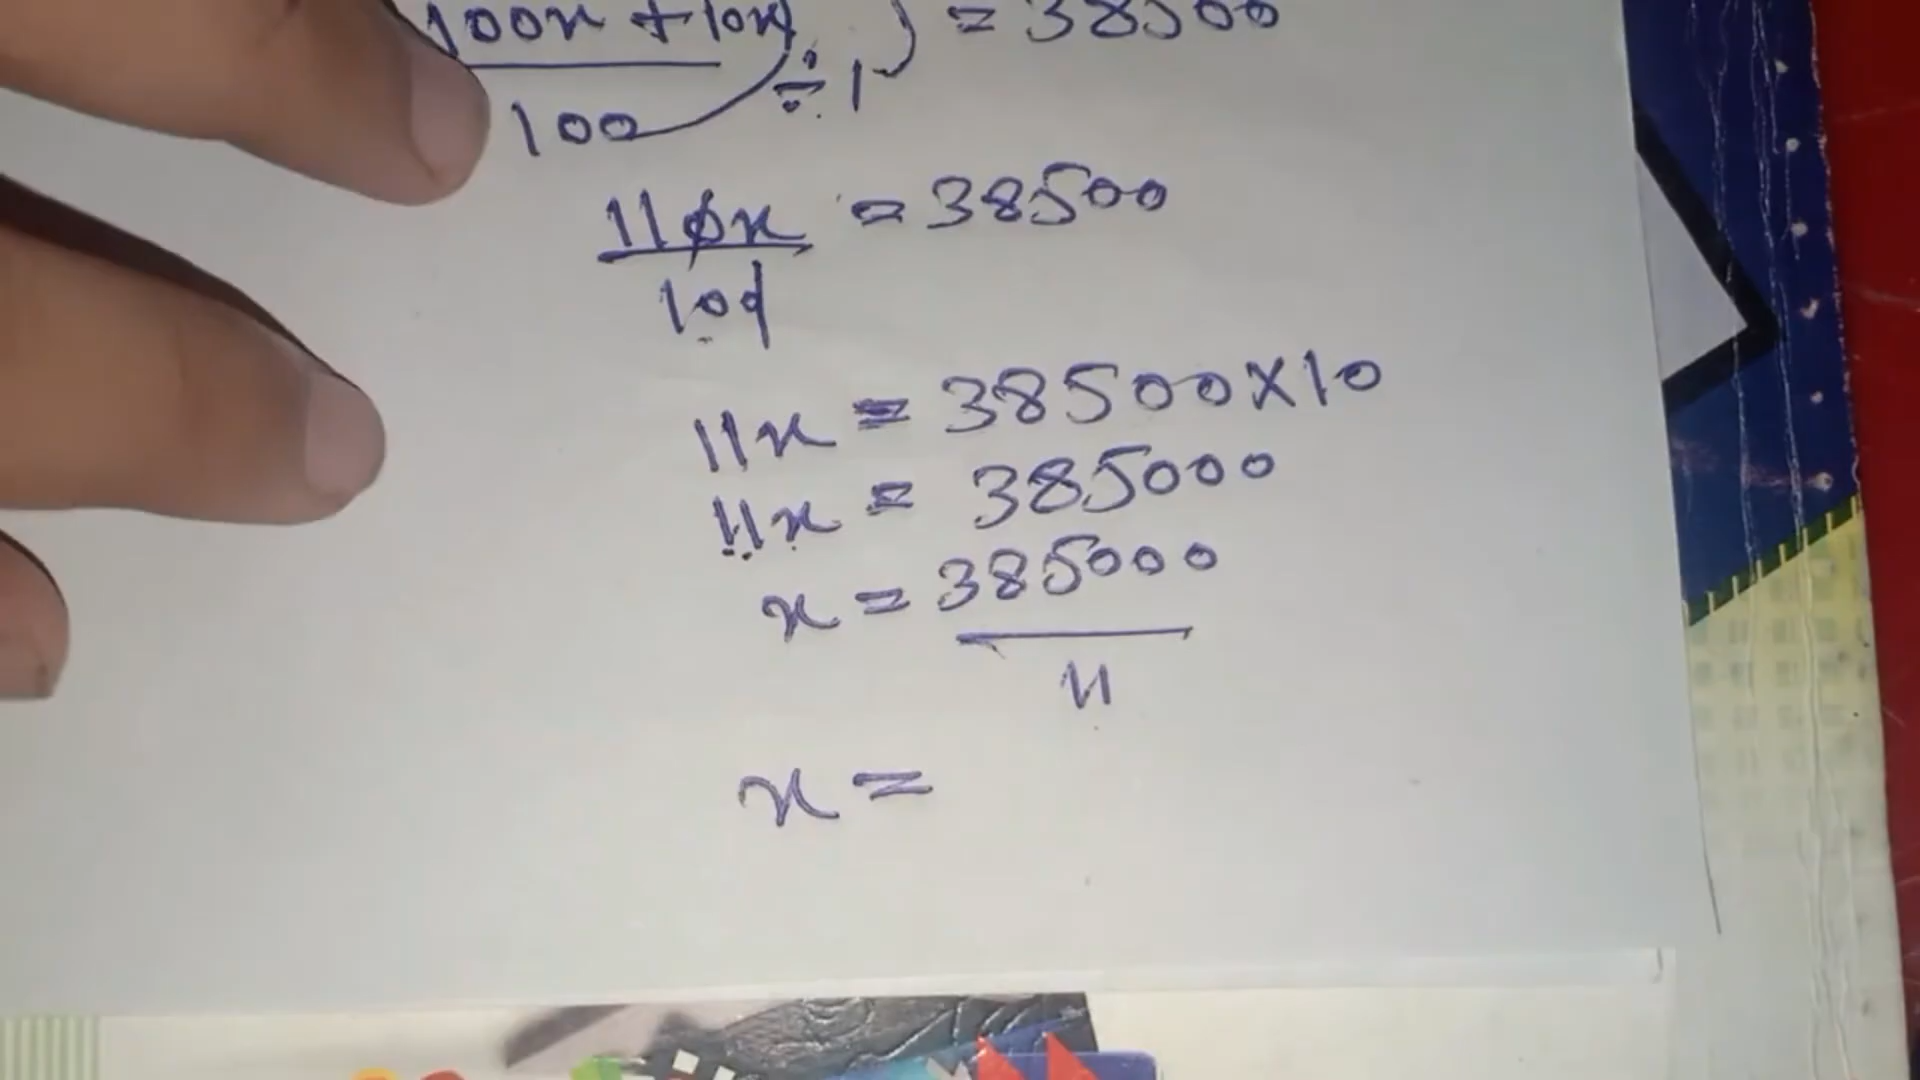 100x + 10x = 38500
100 ÷ 1
110x = 38500
100
11x = 38500×10
11x = 385000
x = 385000
11
x =